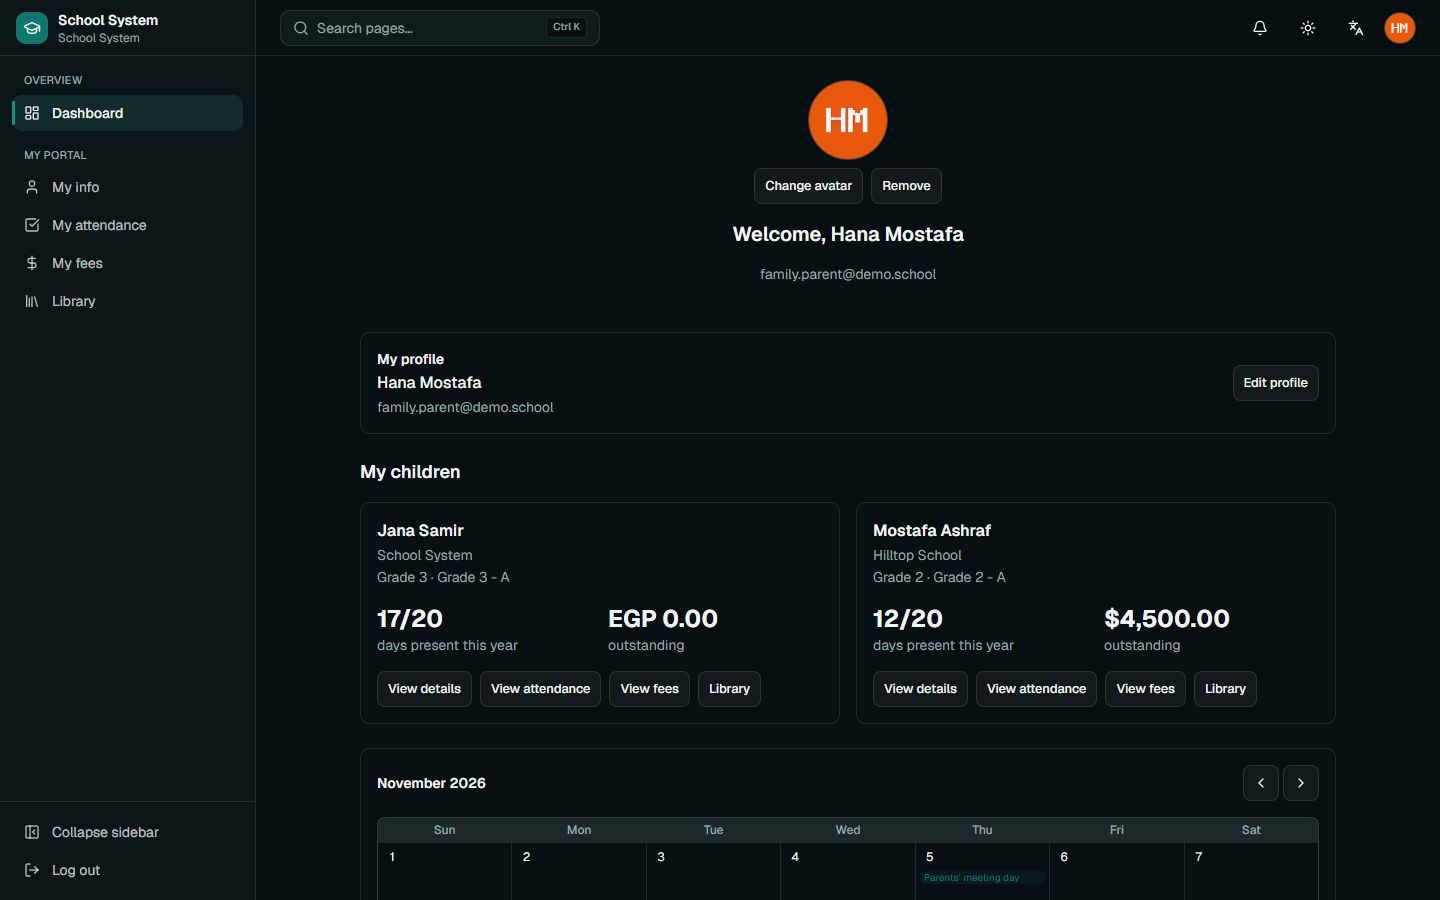 School System
School System
Search pages...
Ctrl K
HM
OVERVIEW
Dashboard
MY PORTAL
My info
My attendance
My fees
Library
Collapse sidebar
Log out
HM
Change avatar
Remove
Welcome, Hana Mostafa
family.parent@demo.school
My profile
Hana Mostafa
family.parent@demo.school
Edit profile
My children
Jana Samir
School System
Grade 3 · Grade 3 - A
17/20
days present this year
EGP 0.00
outstanding
View details
View attendance
View fees
Library
Mostafa Ashraf
Hilltop School
Grade 2 · Grade 2 - A
12/20
days present this year
$4,500.00
outstanding
View details
View attendance
View fees
Library
November 2026
Sun Mon Tue Wed Thu Fri Sat
1 2 3 4 5 6 7
Parents' meeting day